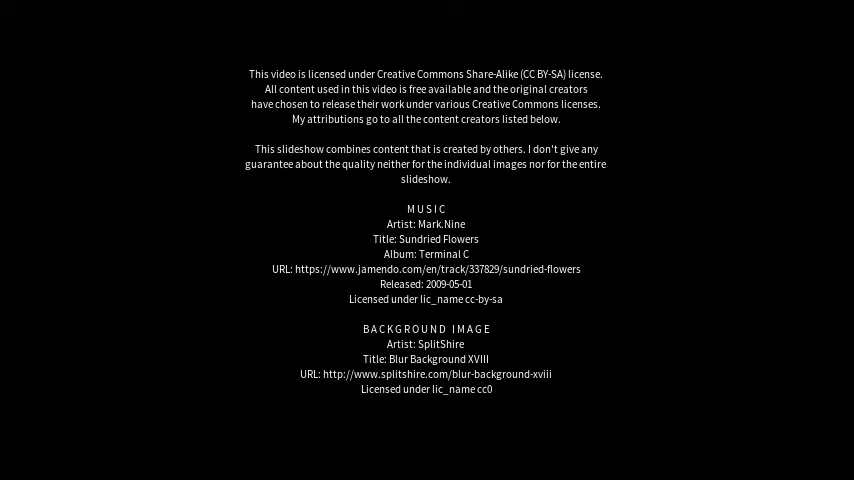 This video is licensed under Creative Commons Share-Alike (CC BY-SA) license.
All content used in this video is free available and the original creators
have chosen to release their work under various Creative Commons licenses.
My attributions go to all the content creators listed below.
This slideshow combines content that is created by others. I don't give any
guarantee about the quality neither for the individual images nor for the entire
slideshow.
MUSIC
Artist: Mark.Nine
Title: Sundried Flowers
Album: Terminal C
URL: https://www.jamendo.com/en/track/337829/sundried-flowers
Released: 2009-05-01
Licensed under lic_name cc-by-sa
BACKGROUND IMAGE
Artist: SplitShire
Title: Blur Background XVIII
URL: http://www.splitshire.com/blur-background-xviii
Licensed under lic_name cc0